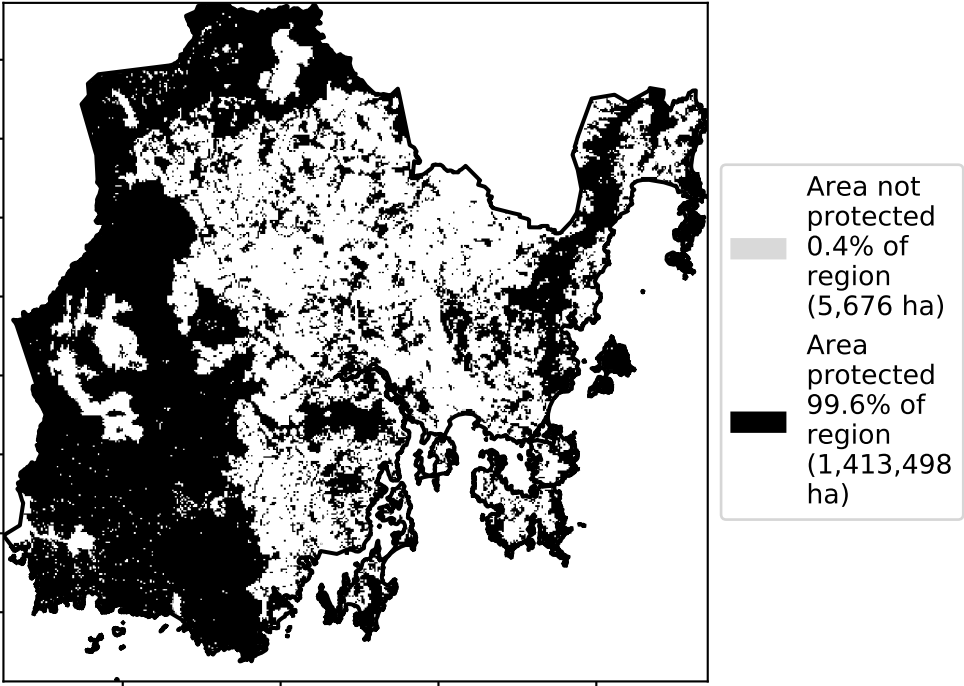 Area not
protected
0.4% of
region
(5,676 ha)
Area
protected
99.6% of
region
(1,413,498
ha)